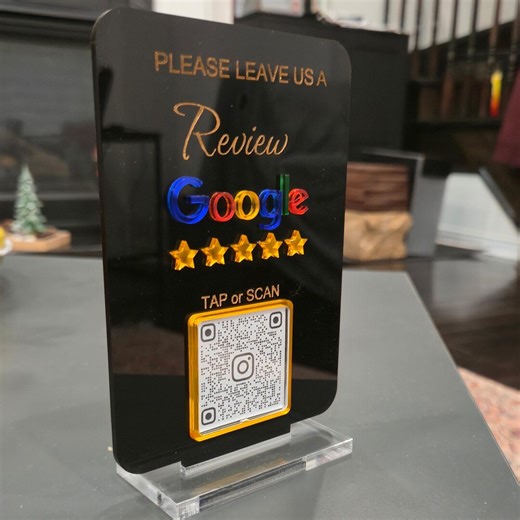 PLEASE LEAVE US A
Review
Google
TAP or SCAN